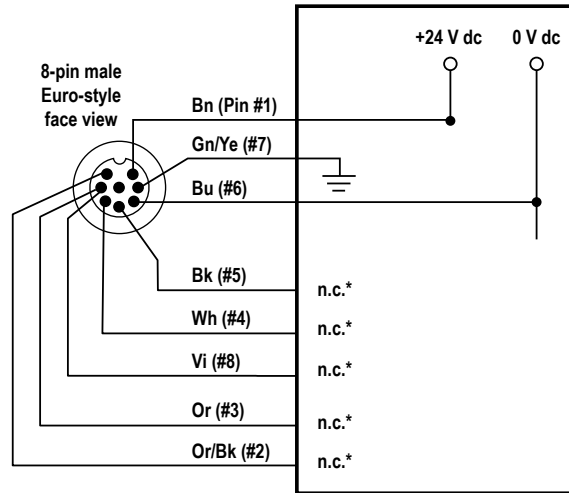 +24 V dc 0 V dc
8-pin male
Euro-style
face view
Bn (Pin #1)
Gn/Ye (#7)
Bu (#6)
Bk (#5)
n.c.*
Wh (#4)
n.c.*
Vi (#8)
n.c.*
Or (#3)
n.c.*
Or/Bk (#2)
n.c.*